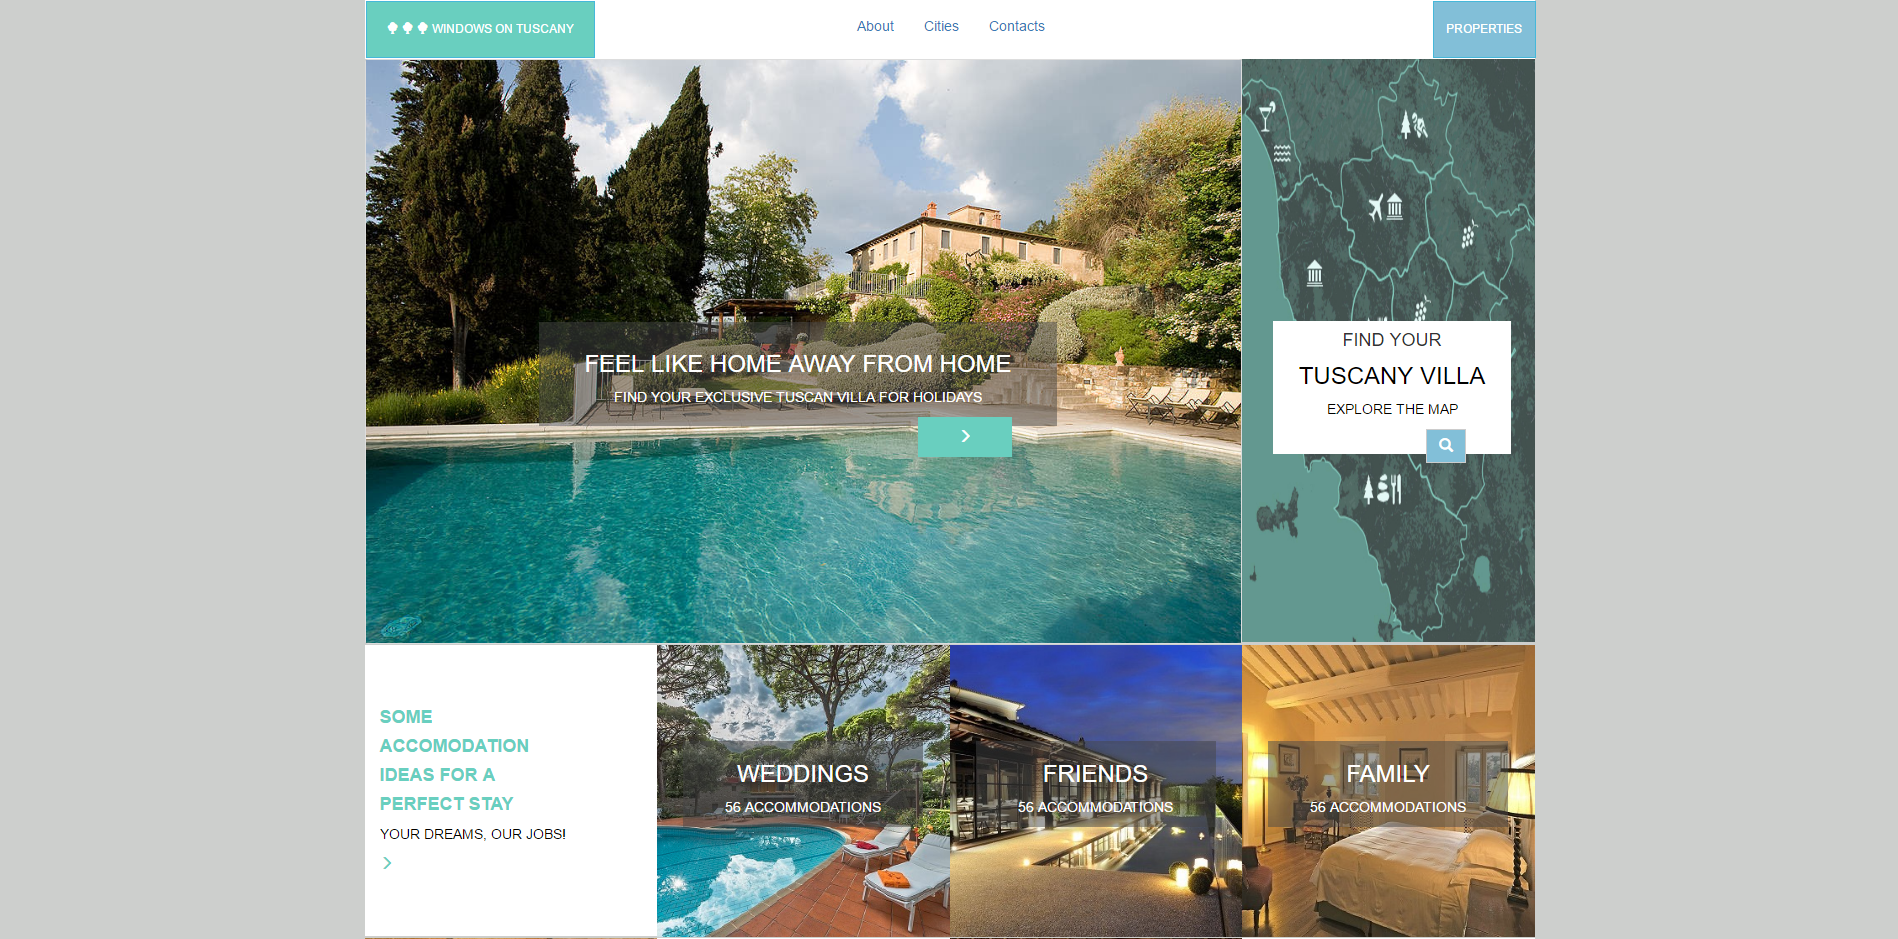 WINDOWS ON TUSCANY
About
Cities
Contacts
PROPERTIES
FEEL LIKE HOME AWAY FROM HOME
FIND YOUR EXCLUSIVE TUSCAN VILLA FOR HOLIDAYS
FIND YOUR
TUSCANY VILLA
EXPLORE THE MAP
SOME
ACCOMODATION
IDEAS FOR A
PERFECT STAY
YOUR DREAMS, OUR JOBS!
WEDDINGS
56 ACCOMMODATIONS
FRIENDS
56 ACCOMMODATIONS
FAMILY
56 ACCOMMODATIONS